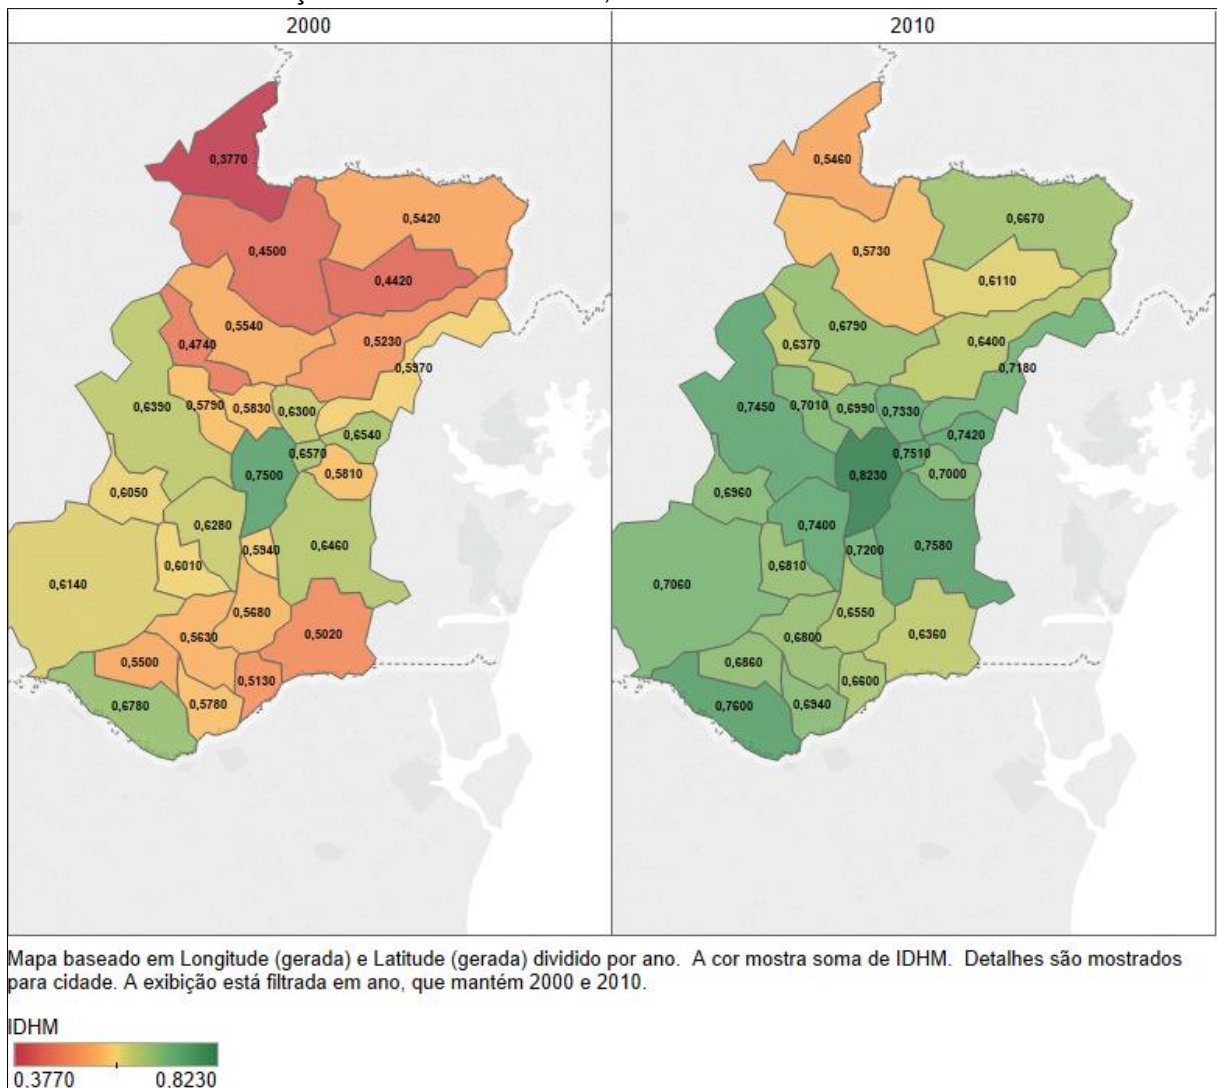 2000 2010
0,3770 0,5460
0,5420 0,6670
0,4500 0,5730
0,4420 0,6110
0,5540 0,6790
0,5230 0,6400
0,4740 0,6370
0,5970 0,7180
0,6390 0,5790 0,5830 0,6300 0,7450 0,7010 0,6990 0,7330
0,6540 0,7420
0,6570 0,7510
0,7500 0,5810 0,8230 0,7000
0,6050 0,6960
0,6280 0,7400
0,5940 0,6460 0,7200 0,7580
0,6010 0,6810
0,6140 0,7060
0,5680 0,6550
0,5630 0,5020 0,6800 0,6360
0,5500 0,6860
0,5130 0,6600
0,6780 0,5780 0,7600 0,6940
Mapa baseado em Longitude (gerada) e Latitude (gerada) dividido por ano. A cor mostra soma de IDHM. Detalhes são mostrados
para cidade. A exibição está filtrada em ano, que mantém 2000 e 2010.
IDHM
0,3770 0,8230